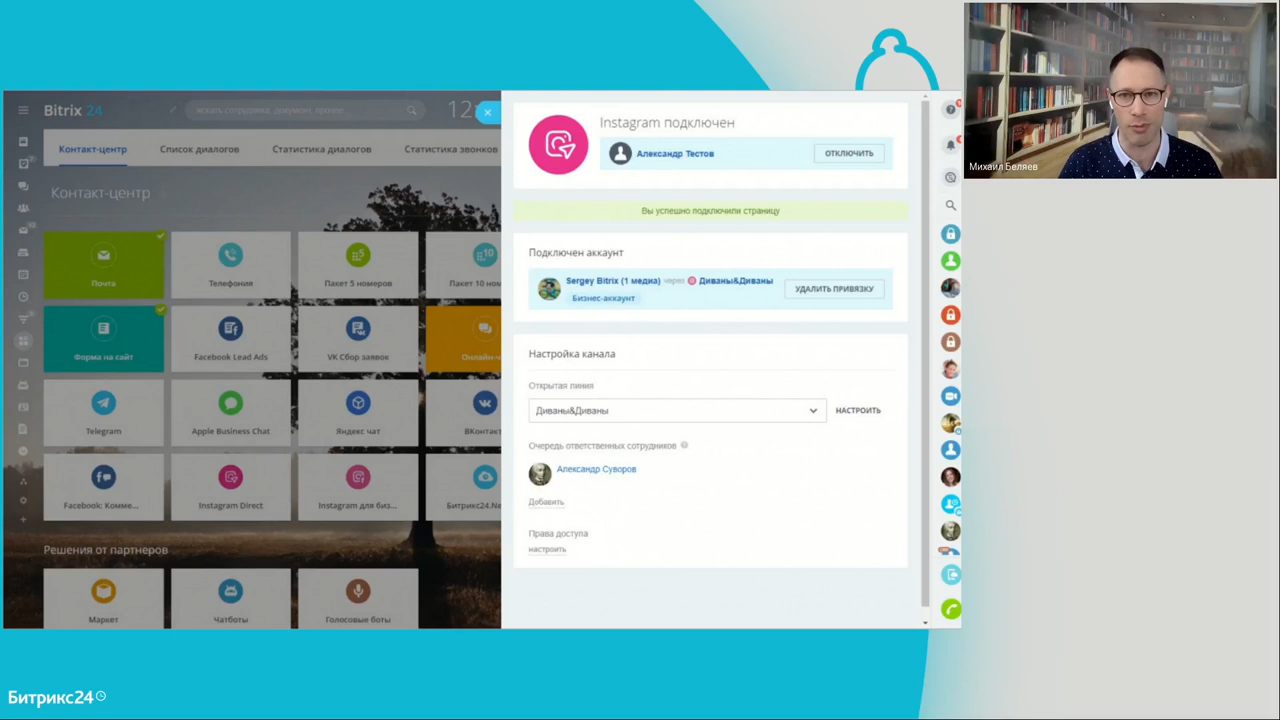 Bitrix 24
искать сотрудника, документ, прочее
12
Контакт-центр
Список диалогов
Статистика диалогов
Статистика звонков
Контакт-центр
Почта
Телефония
Пакет 5 номеров
Пакет 10 ном
Форма на сайт
Facebook Lead Ads
VK Сбор заявок
Онлайн-ч
Telegram
Apple Business Chat
Яндекс чат
ВКонтакт
Facebook: Комме...
Instagram Direct
Instagram для биз...
Битрикс24.Ne
Решения от партнеров
Маркет
Чатботы
Голосовые боты
Instagram подключен
Александр Тестов
ОТКЛЮЧИТЬ
Вы успешно подключили страницу
Подключен аккаунт
Sergey Bitrix (1 медиа) через Диваны&Диваны
Бизнес-аккаунт
УДАЛИТЬ ПРИВЯЗКУ
Настройка канала
Открытая линия
Диваны&Диваны
НАСТРОИТЬ
Очередь ответственных сотрудников
Александр Суворов
Добавить
Права доступа
настроить
Михаил Беляев
Битрикс24